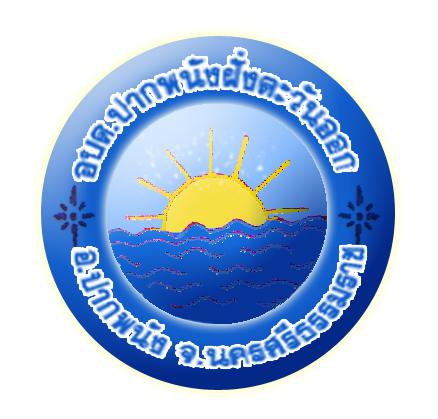 อบต.ปากพนังฝั่งตะวันออก
อ.ปากพนัง จ.นครศรีธรรมราช